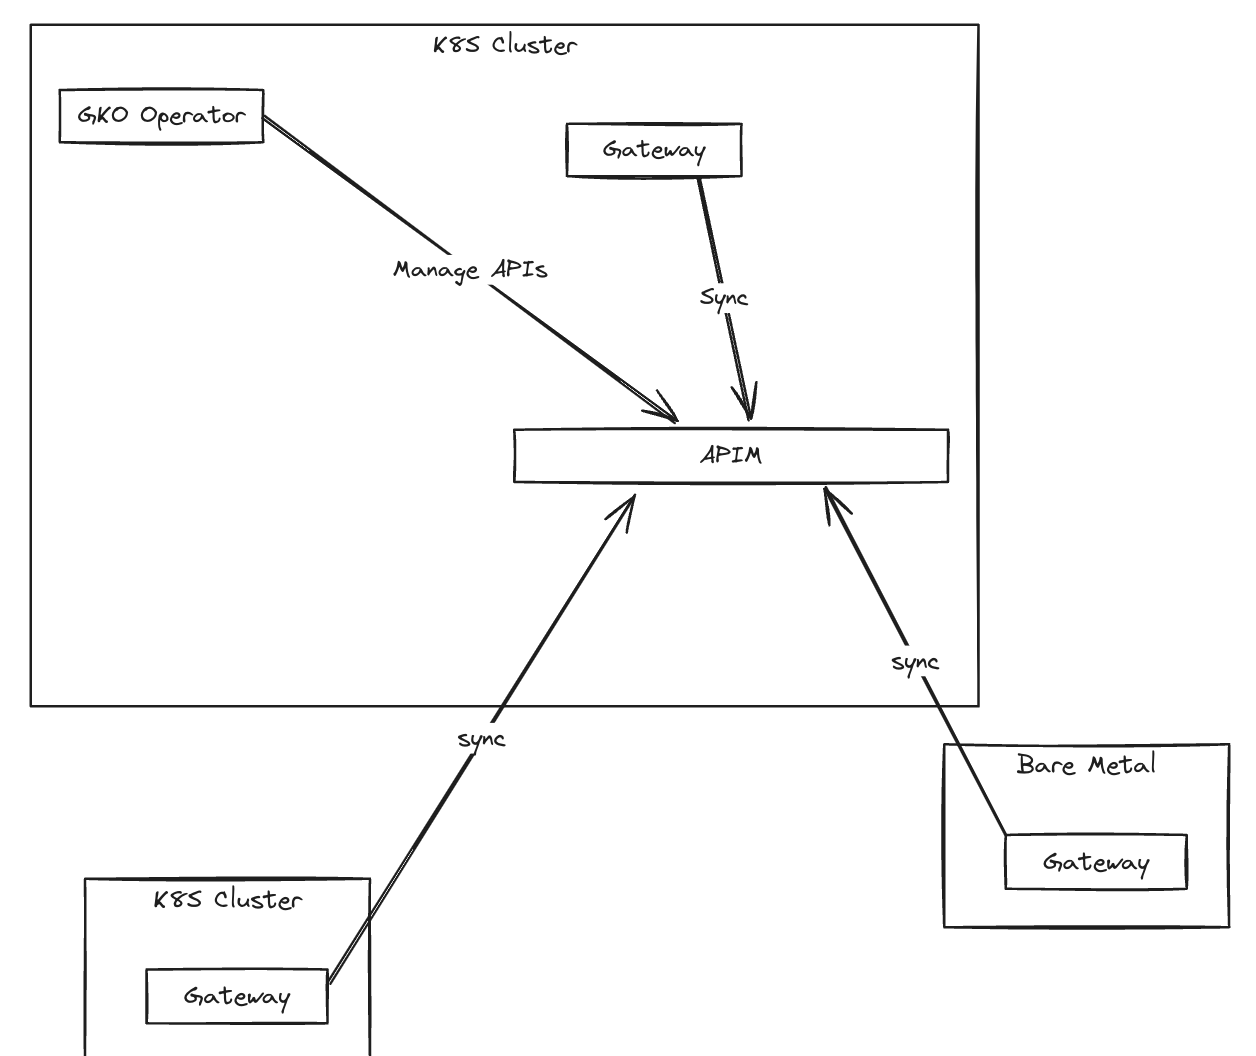 K8S Cluster
GKO Operator
Gateway
Manage APIs
Sync
APIM
sync
sync
Bare Metal
Gateway
K8S Cluster
Gateway